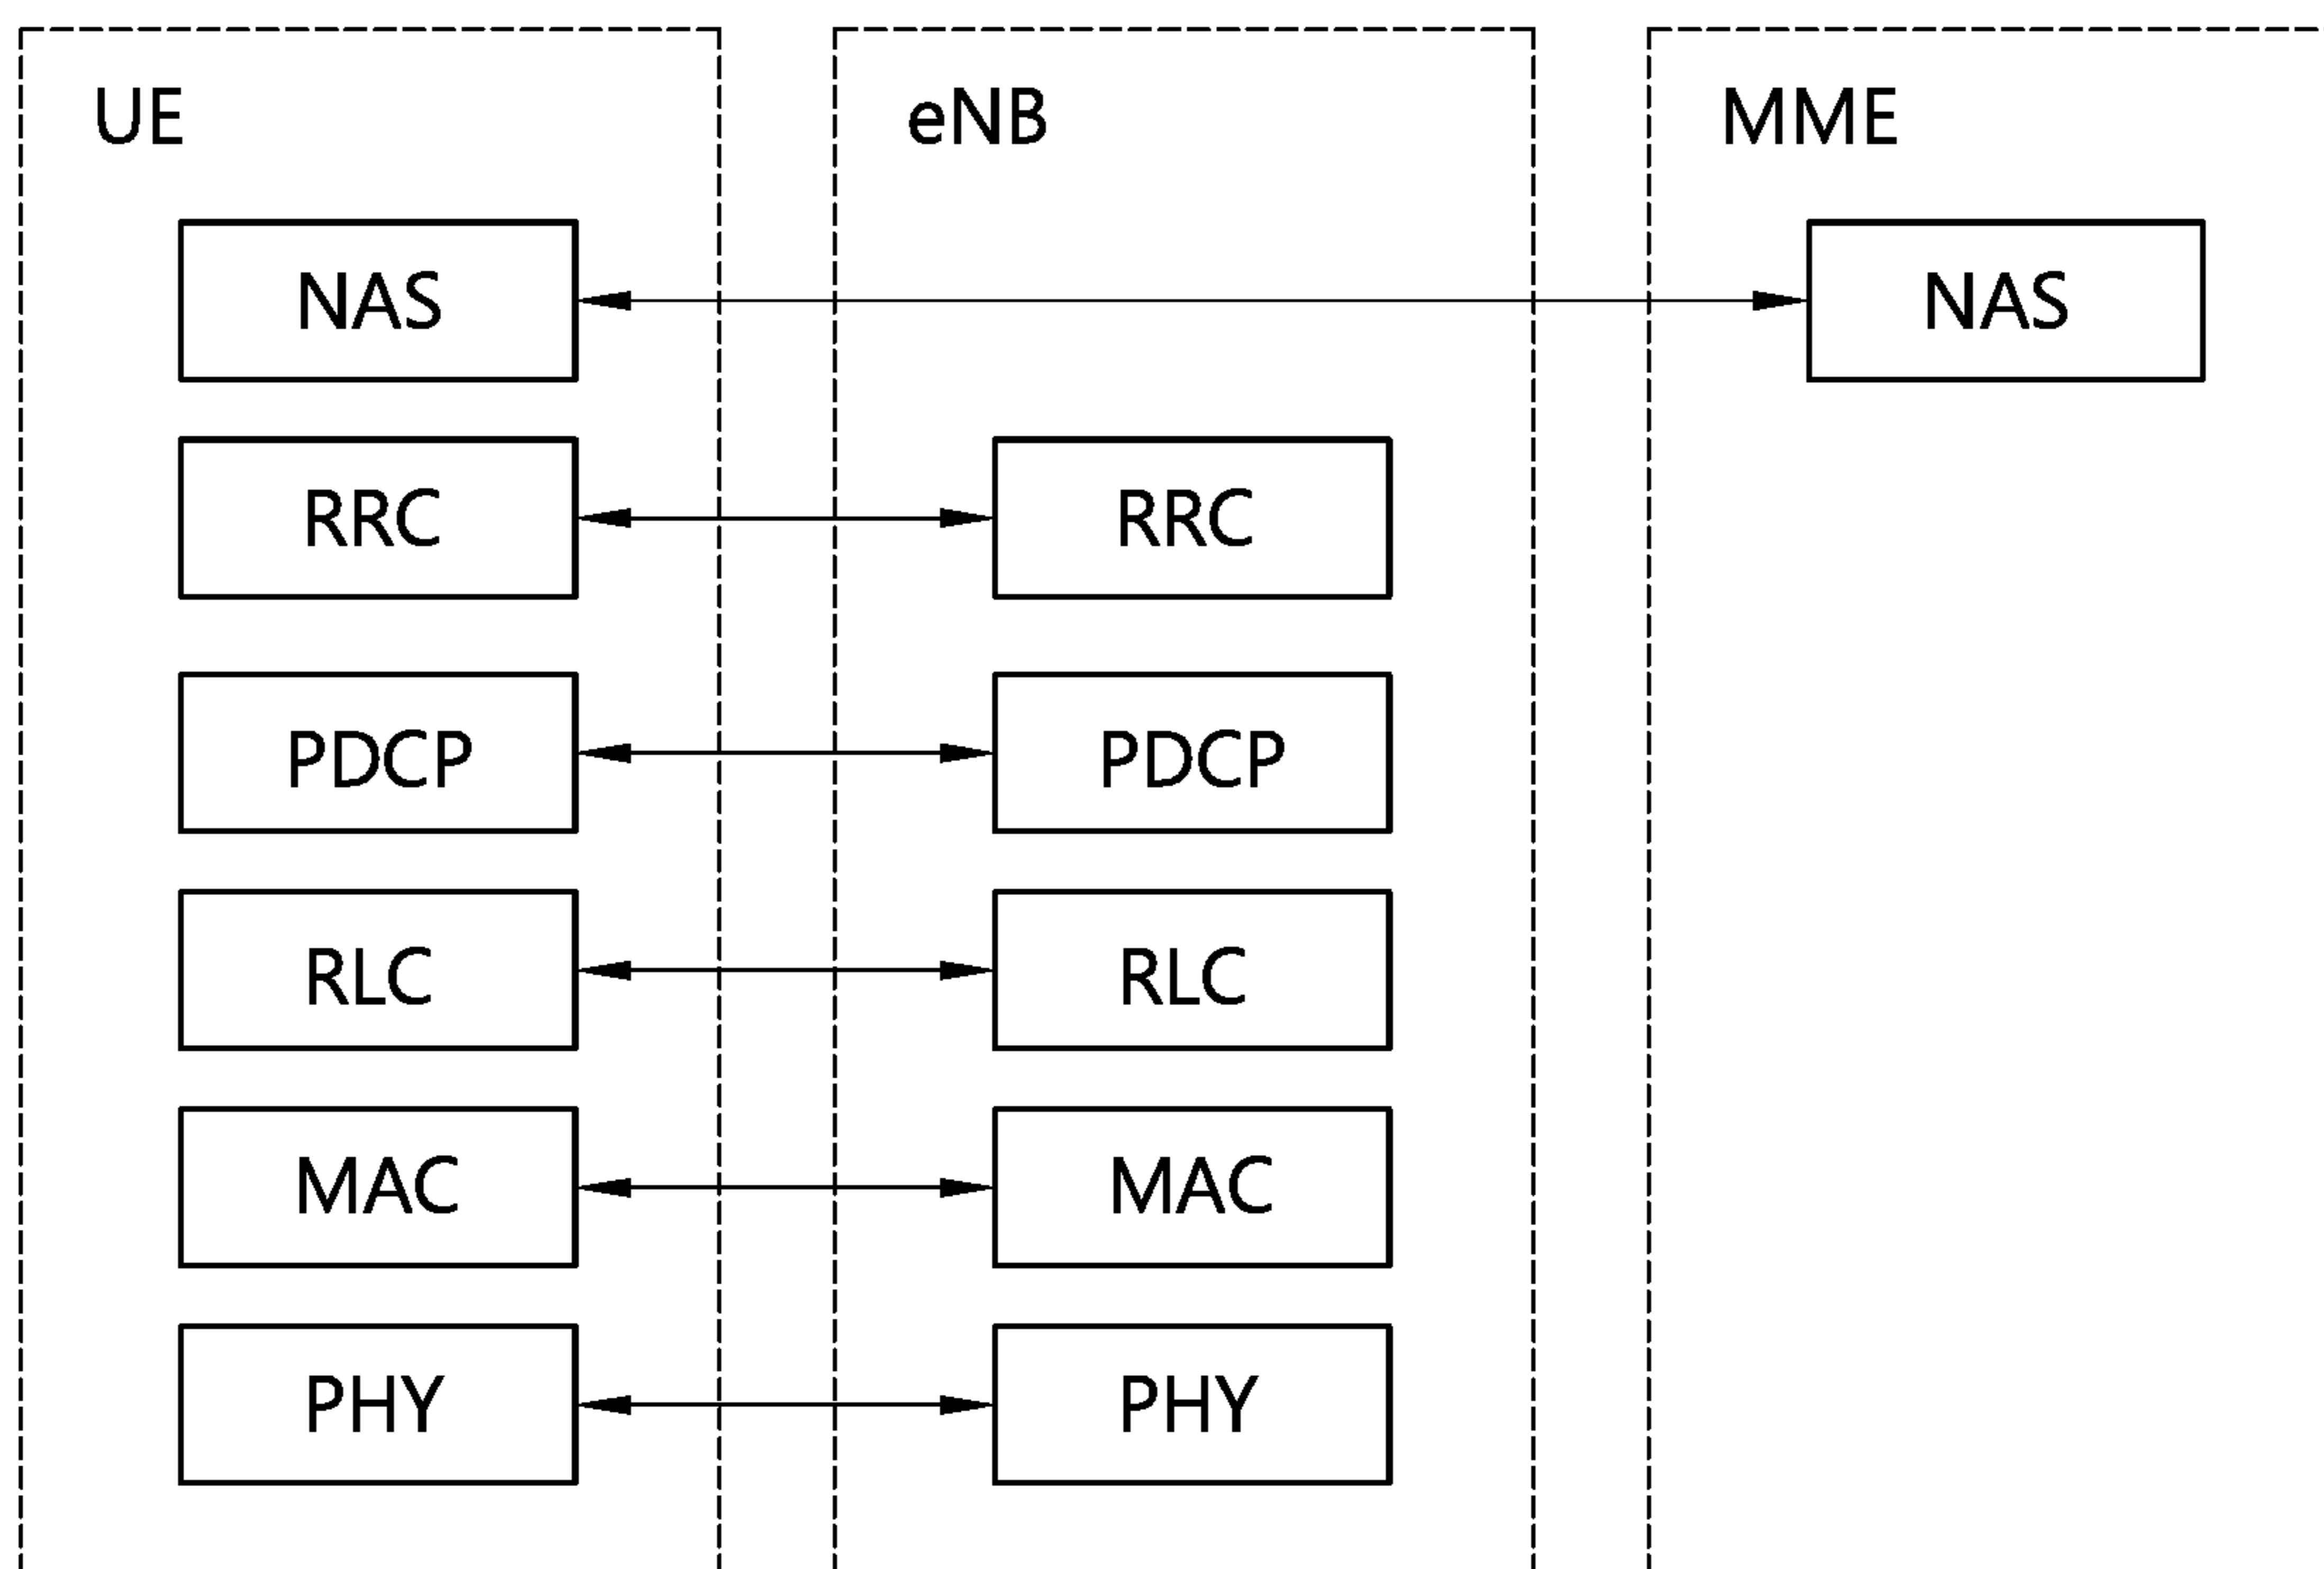 UE eNB MME
NAS NAS
RRC RRC
PDCP PDCP
RLC RLC
MAC MAC
PHY PHY